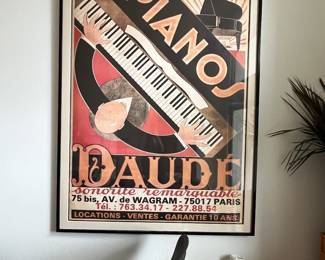 PIANOS
DAUDÉ
sonorité remarquable
75 bis, AV. de WAGRAM - 75017 PARIS
Tél. : 763.34.17 - 227.88.54
LOCATIONS - VENTES - GARANTIE 10 ANS